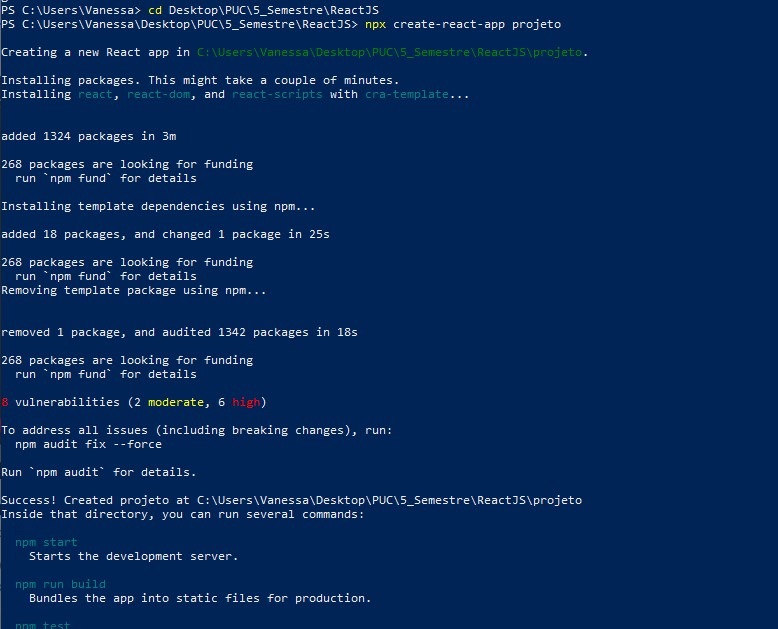 PS C:\Users\Vanessa> cd Desktop\PUC\5_Semestre\ReactJS
PS C:\Users\Vanessa\Desktop\PUC\5_Semestre\ReactJS> npx create-react-app projeto
Creating a new React app in C:\Users\Vanessa\Desktop\PUC\5_Semestre\ReactJS\projeto.
Installing packages. This might take a couple of minutes.
Installing react, react-dom, and react-scripts with cra-template...
added 1324 packages in 3m
268 packages are looking for funding
  run `npm fund` for details
Installing template dependencies using npm...
added 18 packages, and changed 1 package in 25s
268 packages are looking for funding
  run `npm fund` for details
Removing template package using npm...
removed 1 package, and audited 1342 packages in 18s
268 packages are looking for funding
  run `npm fund` for details
8 vulnerabilities (2 moderate, 6 high)
To address all issues (including breaking changes), run:
  npm audit fix --force
Run `npm audit` for details.
Success! Created projeto at C:\Users\Vanessa\Desktop\PUC\5_Semestre\ReactJS\projeto
Inside that directory, you can run several commands:
  npm start
    Starts the development server.
  npm run build
    Bundles the app into static files for production.
  npm test